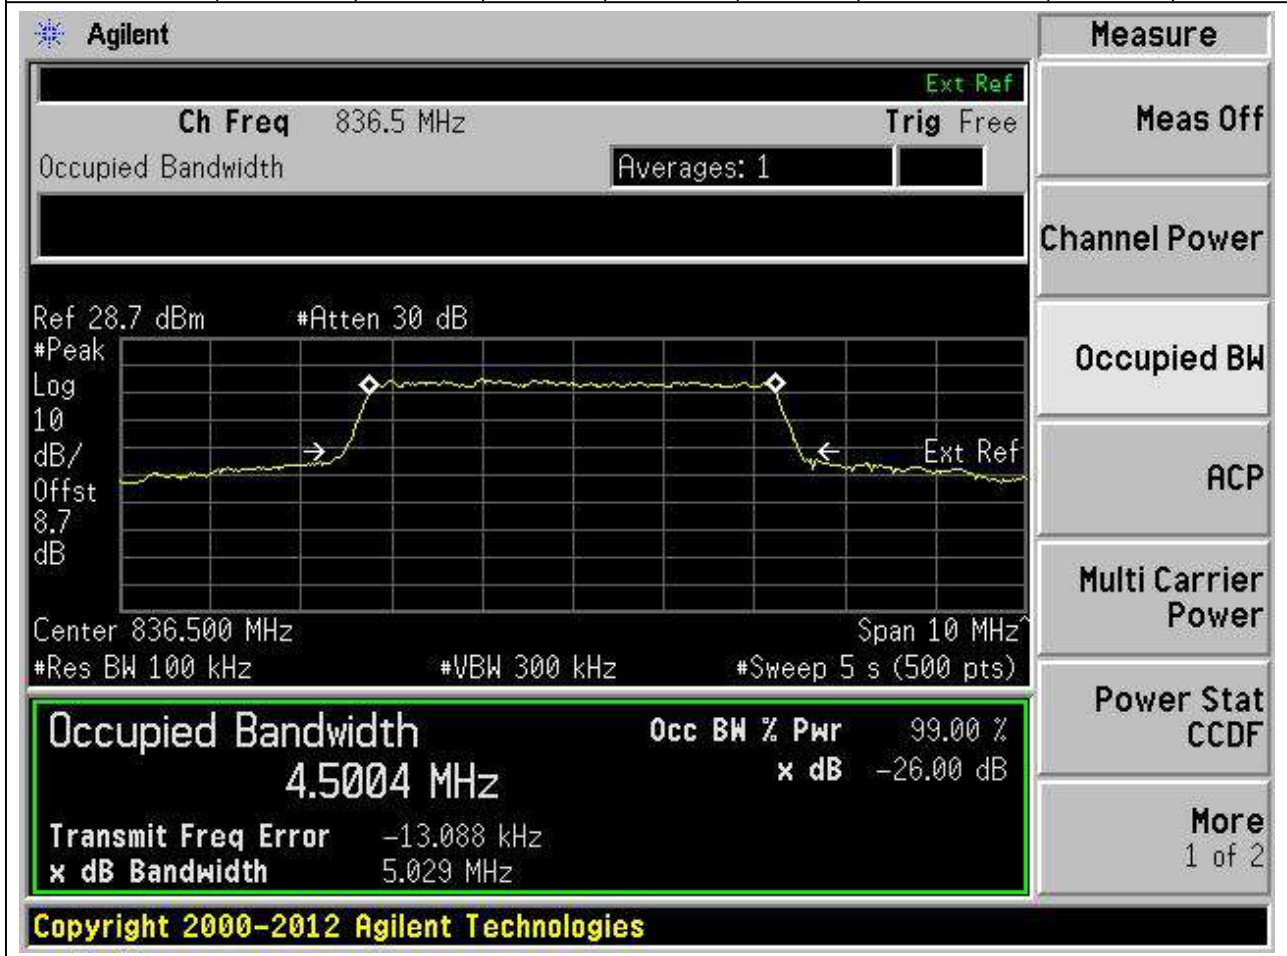 Agilent
Measure
Ext Ref
Ch Freq 836.5 MHz Trig Free
Occupied Bandwidth Averages: 1
Meas Off
Channel Power
Occupied BW
ACP
Multi Carrier
Power
Power Stat
CCDF
More
1 of 2
Ref 28.7 dBm #Atten 30 dB
#Peak
Log
10
dB/
Offst
8.7
dB
Ext Ref
Center 836.500 MHz Span 10 MHz^
#Res BW 100 kHz #VBW 300 kHz #Sweep 5 s (500 pts)
Occupied Bandwidth
4.5004 MHz
Occ BW % Pwr 99.00 %
x dB -26.00 dB
Transmit Freq Error -13.088 kHz
x dB Bandwidth 5.029 MHz
Copyright 2000-2012 Agilent Technologies